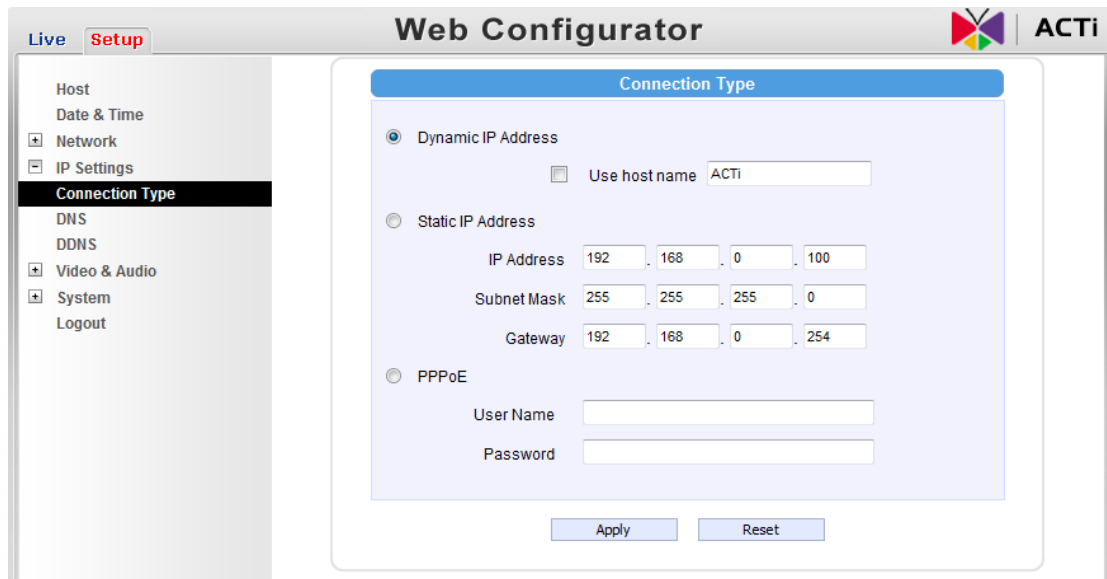 Live Setup Web Configurator ACTi
Host
Date & Time
Network
IP Settings
Connection Type
DNS
DDNS
Video & Audio
System
Logout
Connection Type
Dynamic IP Address
Use host name ACTi
Static IP Address
IP Address 192 . 168 . 0 . 100
Subnet Mask 255 . 255 . 255 . 0
Gateway 192 . 168 . 0 . 254
PPPoE
User Name
Password
Apply Reset